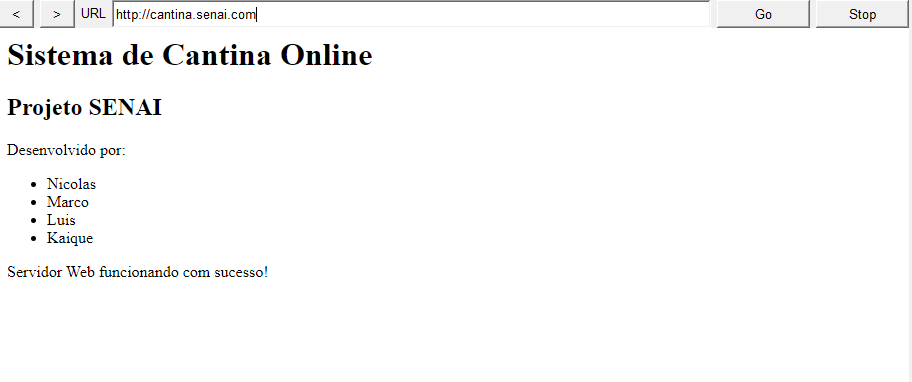 < > URL http://cantina.senai.com Go Stop
Sistema de Cantina Online
Projeto SENAI
Desenvolvido por:
• Nicolas
• Marco
• Luis
• Kaique
Servidor Web funcionando com sucesso!